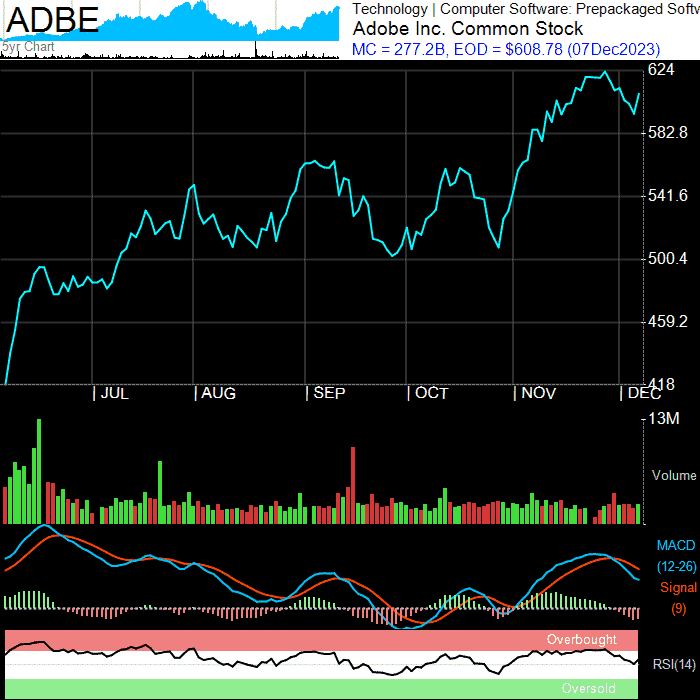 ADBE
5yr Chart
Technology | Computer Software: Prepackaged Softw
Adobe Inc. Common Stock
MC = 277.2B, EOD = $608.78 (07Dec2023)
624
582.8
541.6
500.4
459.2
418
JUL AUG SEP OCT NOV DEC
13M
Volume
MACD
(12-26)
Signal
(9)
Overbought
RSI(14)
Oversold